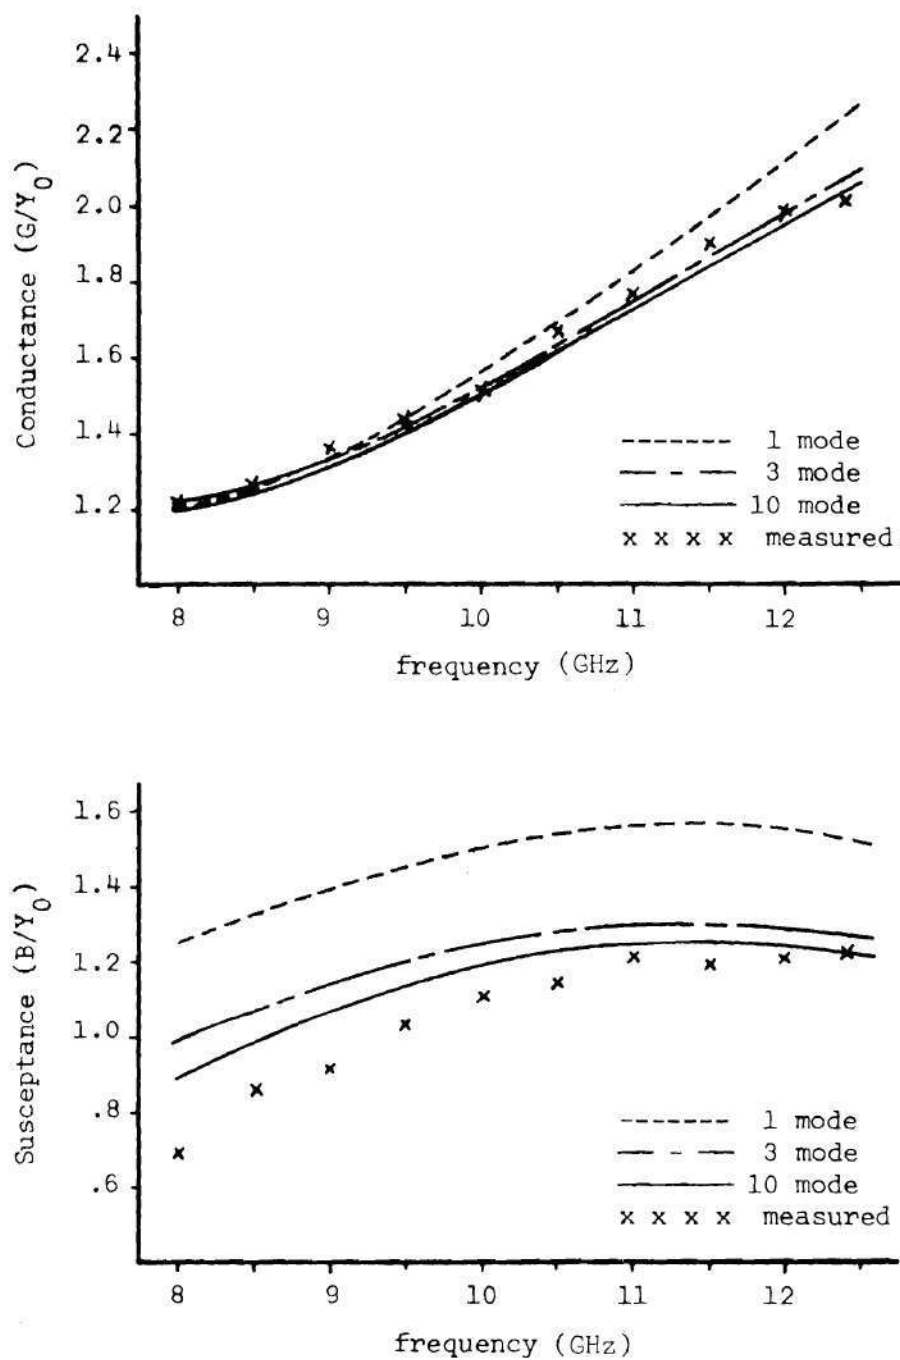 2.4
2.2
2.0
1.8
1.6
1.4
1.2
Conductance (G/Y0)
1 mode
3 mode
10 mode
x x x x measured
8 9 10 11 12
frequency (GHz)
1.6
1.4
1.2
1.0
.8
.6
Susceptance (B/Y0)
1 mode
3 mode
10 mode
x x x x measured
8 9 10 11 12
frequency (GHz)